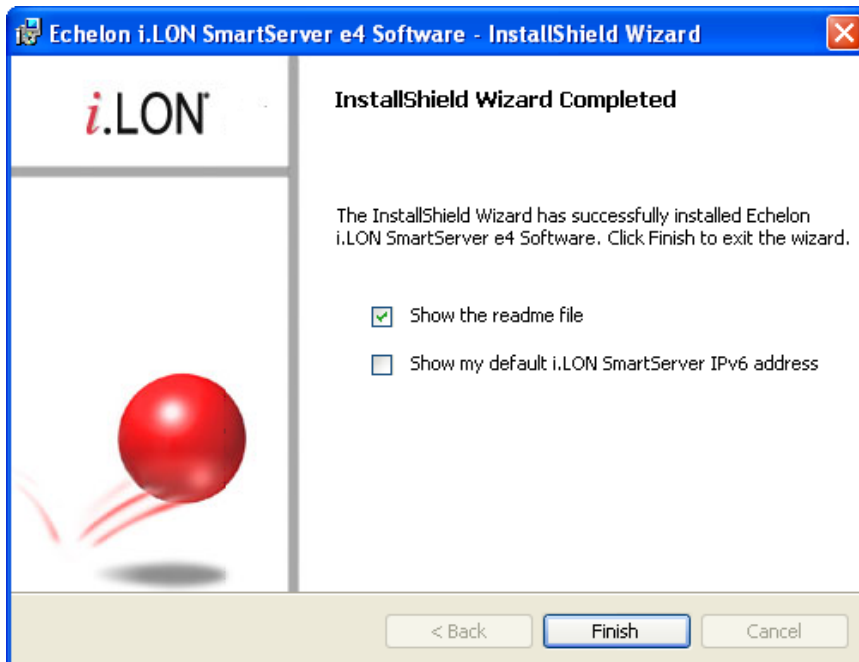 Echelon i.LON SmartServer e4 Software - InstallShield Wizard
i.LON
InstallShield Wizard Completed
The InstallShield Wizard has successfully installed Echelon
i.LON SmartServer e4 Software. Click Finish to exit the wizard.
Show the readme file
Show my default i.LON SmartServer IPv6 address
< Back
Finish
Cancel